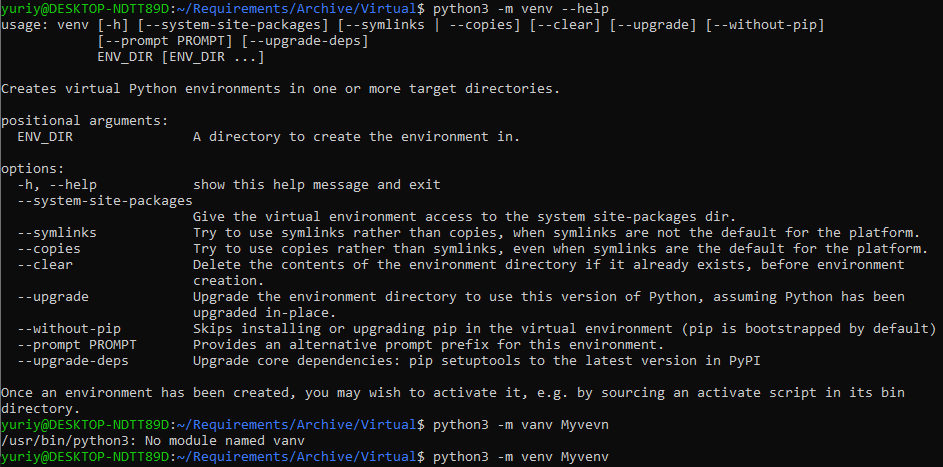 yuriy@DESKTOP-NDTT89D:~/Requirements/Archive/Virtual$ python3 -m venv --help
usage: venv [-h] [--system-site-packages] [--symlinks | --copies] [--clear] [--upgrade] [--without-pip]
[--prompt PROMPT] [--upgrade-deps]
ENV_DIR [ENV_DIR ...]
Creates virtual Python environments in one or more target directories.
positional arguments:
ENV_DIR A directory to create the environment in.
options:
-h, --help show this help message and exit
--system-site-packages
Give the virtual environment access to the system site-packages dir.
--symlinks Try to use symlinks rather than copies, when symlinks are not the default for the platform.
--copies Try to use copies rather than symlinks, even when symlinks are the default for the platform.
--clear Delete the contents of the environment directory if it already exists, before environment
creation.
--upgrade Upgrade the environment directory to use this version of Python, assuming Python has been
upgraded in-place.
--without-pip Skips installing or upgrading pip in the virtual environment (pip is bootstrapped by default)
--prompt PROMPT Provides an alternative prompt prefix for this environment.
--upgrade-deps Upgrade core dependencies: pip setuptools to the latest version in PyPI
Once an environment has been created, you may wish to activate it, e.g. by sourcing an activate script in its bin
directory.
yuriy@DESKTOP-NDTT89D:~/Requirements/Archive/Virtual$ python3 -m vanv Myvevn
/usr/bin/python3: No module named vanv
yuriy@DESKTOP-NDTT89D:~/Requirements/Archive/Virtual$ python3 -m venv Myvenv